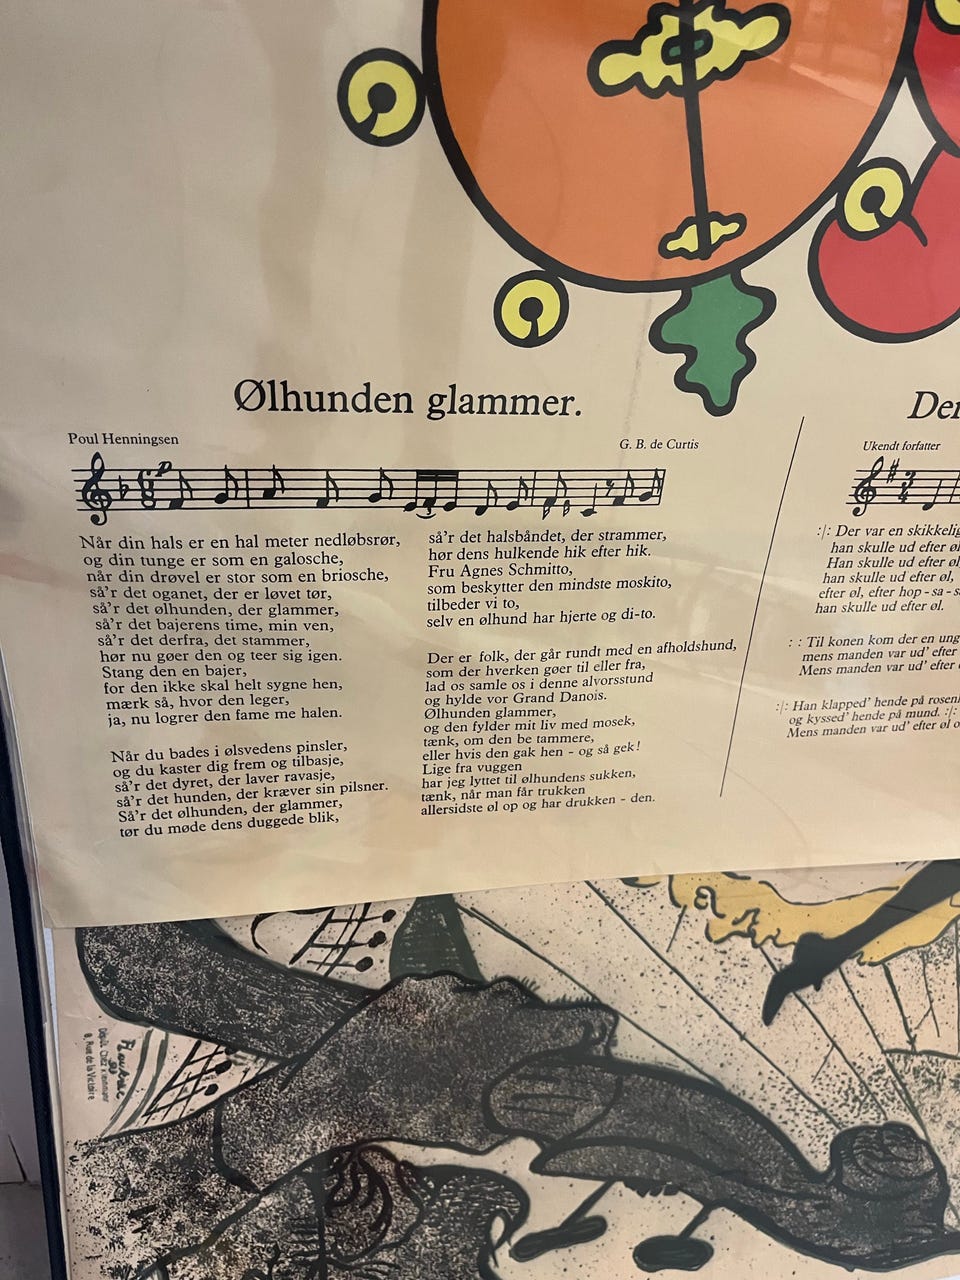 Ølhunden glammer.
Poul Henningsen
G. B. de Curtis
Når din hals er en hal meter nedløbsrør,
og din tunge er som en galosche,
når din drøvel er stor som en briosche,
så'r det oganet, der er løvet tør,
så'r det ølhunden, der glammer,
så'r det bajerens time, min ven,
så'r det derfra, det stammer,
hør nu gøer den og teer sig igen.
Stang den en bajer,
for den ikke skal helt sygne hen,
mærk så, hvor den leger,
ja, nu logrer den fame me halen.
Når du bades i ølsvedens pinsler,
og du kaster dig frem og tilbasje,
så'r det dyret, der laver ravasje,
så'r det hunden, der kræver sin pilsner.
Så'r det ølhunden, der glammer,
tør du møde dens duggede blik,
så'r det halsbåndet, der strammer,
hør dens hulkende hik efter hik.
Fru Agnes Schmitto,
som beskytter den mindste moskito,
tilbeder vi to,
selv en ølhund har hjerte og di-to.
Der er folk, der går rundt med en afholdshund,
som der hverken gøer til eller fra,
lad os samle os i denne alvorsstund
og hylde vor Grand Danois.
Ølhunden glammer,
og den fylder mit liv med mosek,
tænk, om den be tammere,
eller hvis den gak hen - og så gek!
Lige fra vuggen
har jeg lyttet til ølhundens sukken,
tænk, når man får trukken
allersidste øl op og har drukken - den.
Der
Ukendt forfatter
:/: Der var en skikkelig
han skulle ud efter øl
Han skulle ud efter øl,
han skulle ud efter øl,
efter øl, efter hop - sa - s
han skulle ud efter øl.
: : Til konen kom der en ung
mens manden var ud' efter
Mens manden var ud' efter
:/: Han klapped' hende på rosen
og kyssed' hende på mund. :/:
Mens manden var ud' efter øl o
8, Rue de la Victoire